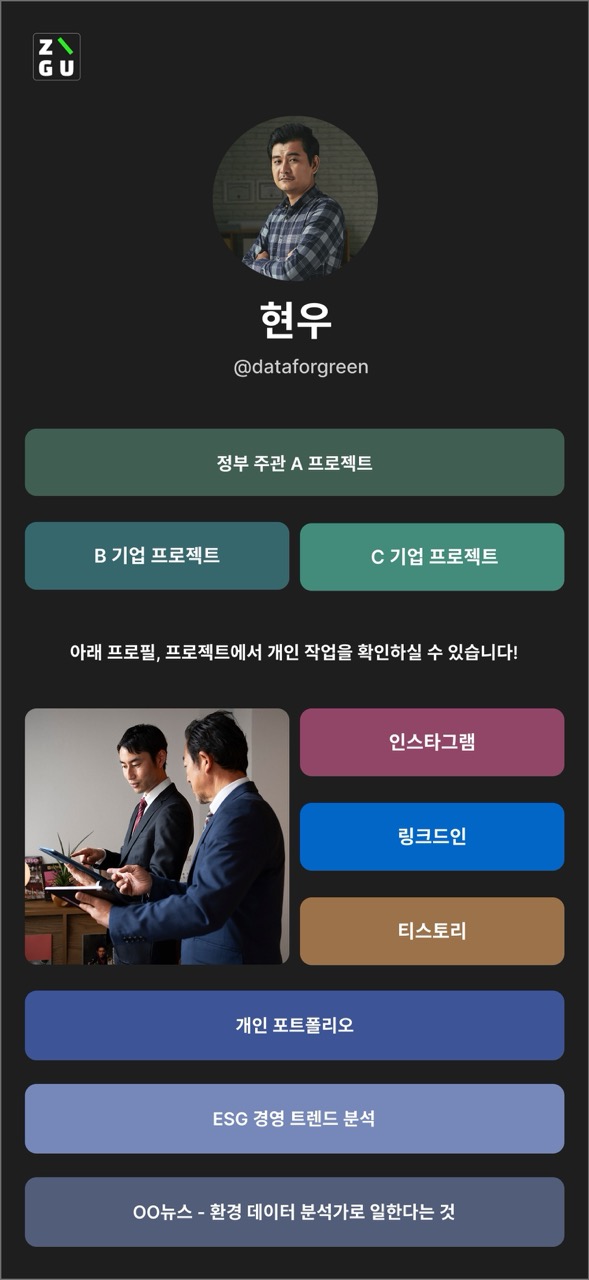 Z\
GU
현우
@dataforgreen
정부 주관 A 프로젝트
B 기업 프로젝트
C 기업 프로젝트
아래 프로필, 프로젝트에서 개인 작업을 확인하실 수 있습니다!
인스타그램
링크드인
티스토리
개인 포트폴리오
ESG 경영 트렌드 분석
OO뉴스 - 환경 데이터 분석가로 일한다는 것